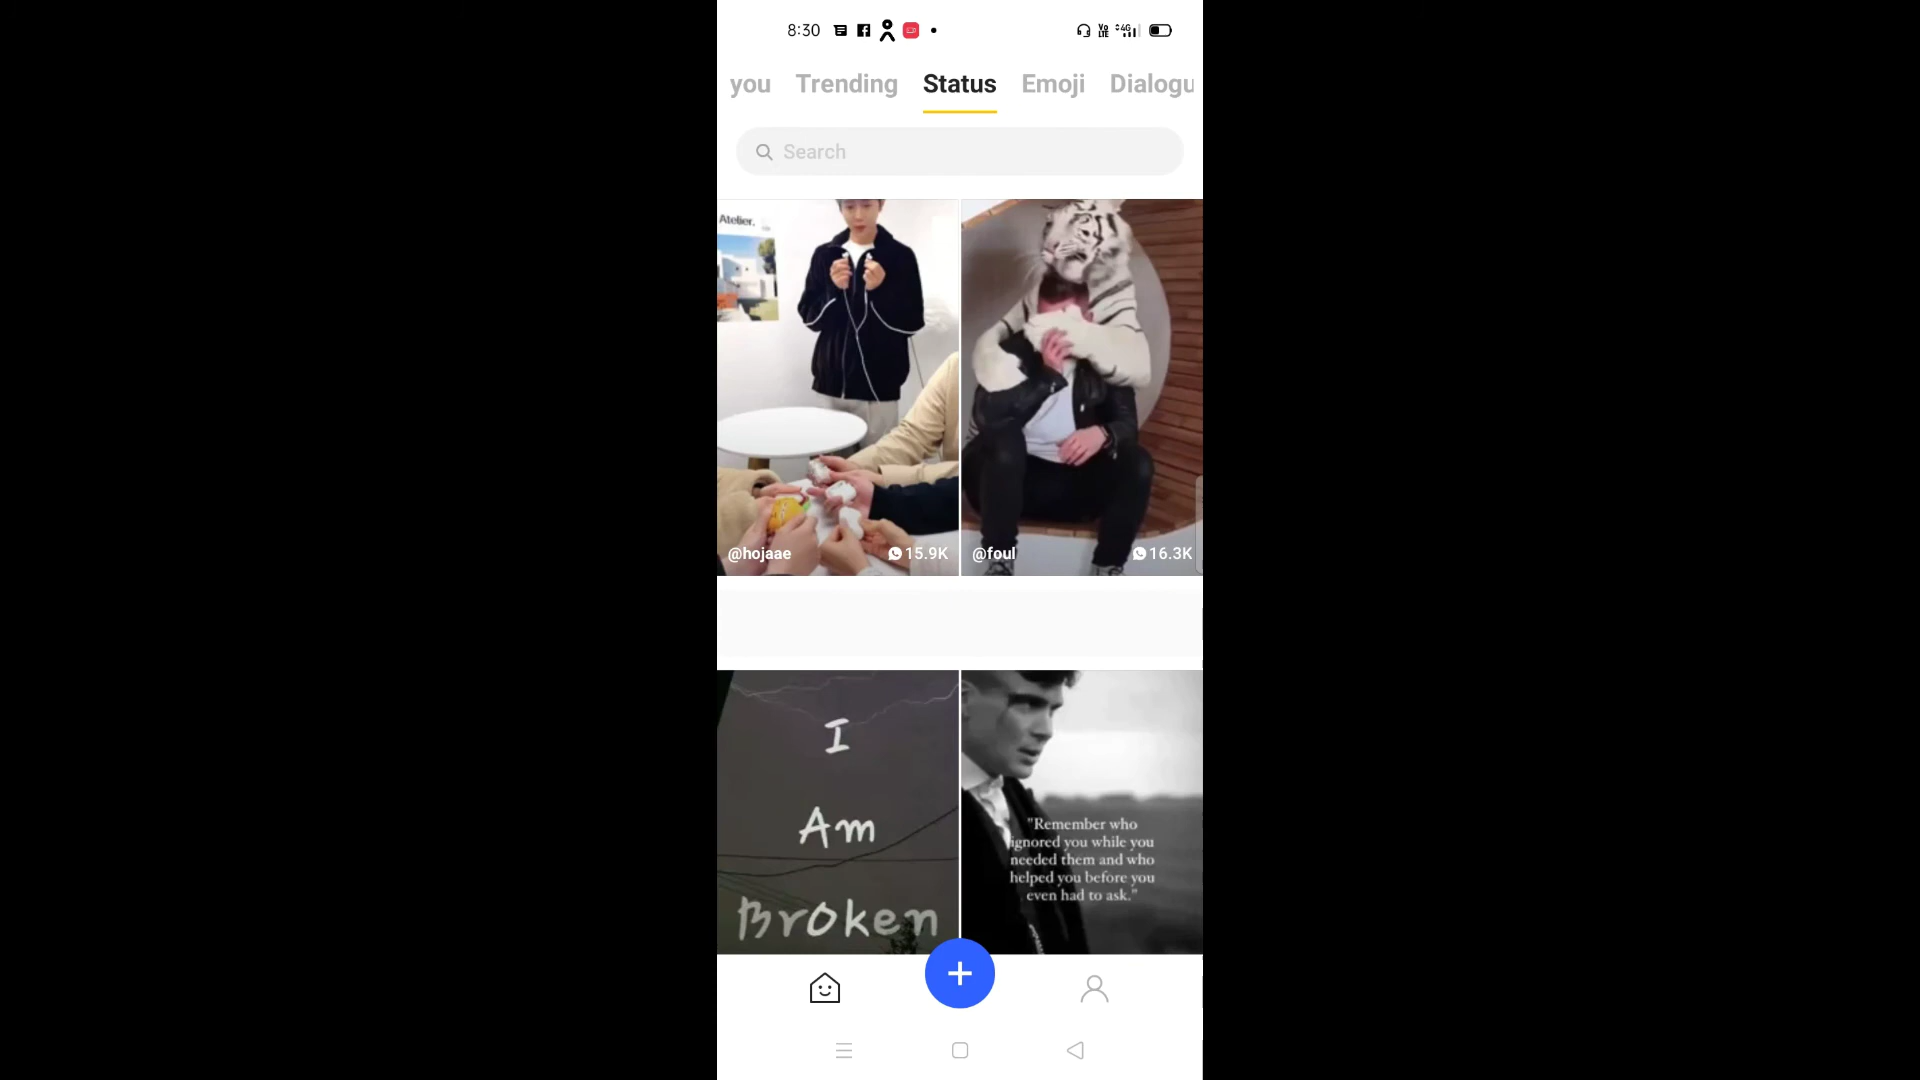 8:30
4G
you Trending Status Emoji Dialogu
Search
Atelier.
@hojaae 15.9K
@foul 16.3K
I
Am
Broken
"Remember who
ignored you while you
needed them and who
helped you before you
even had to ask."